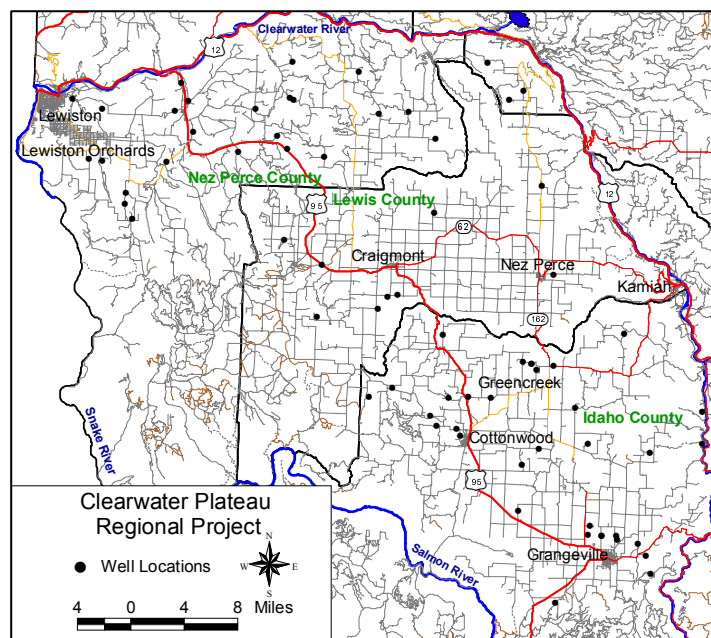 Clearwater River
12
Lewiston
Lewiston Orchards
Nez Perce County
95
Lewis County
12
62
Craigmont
Nez Perce
Kamiah
162
Greencreek
Idaho County
Snake River
Cottonwood
95
Clearwater Plateau
Regional Project
N
Well Locations
W
E
S
4 0 4 8
Miles
Salmon River
Grangeville